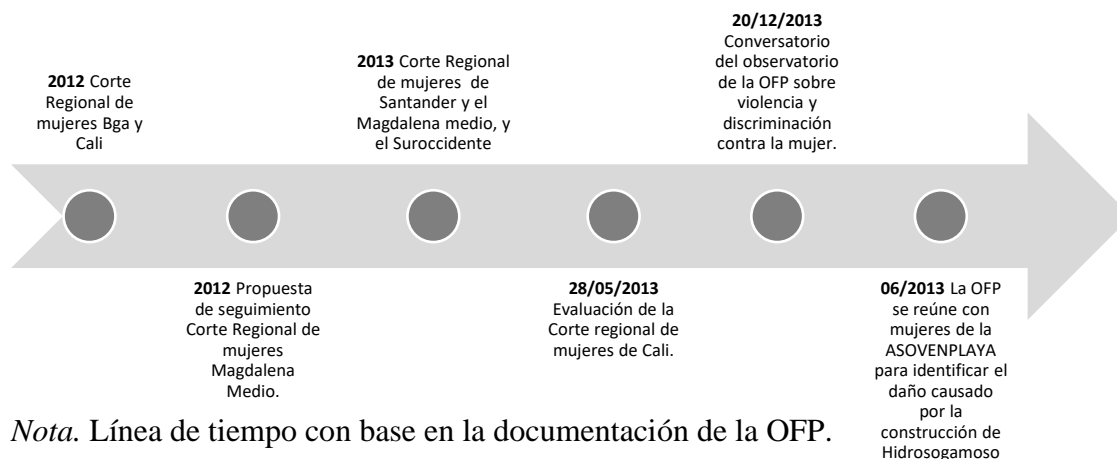 2012 Corte
Regional de
mujeres Bga y
Cali
2012 Propuesta
de seguimiento
Corte Regional de
mujeres
Magdalena
Medio.
2013 Corte Regional
de mujeres de
Santander y el
Magdalena medio, y
el Suroccidente
28/05/2013
Evaluación de la
Corte regional de
mujeres de Cali.
20/12/2013
Conversatorio
del observatorio
de la OFP sobre
violencia y
discriminación
contra la mujer.
06/2013 La OFP
se reúne con
mujeres de la
ASOVENPLAYA
para identificar el
daño causado
por la
construcción de
Hidrosogamoso
Nota. Línea de tiempo con base en la documentación de la OFP.